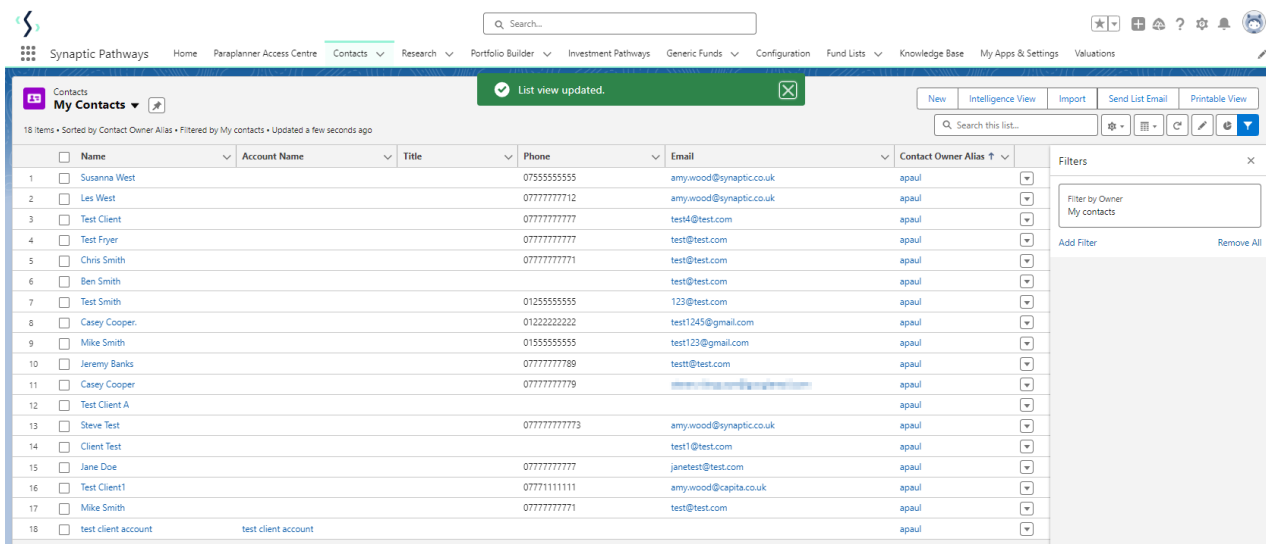 Search...
Synaptic Pathways Home Paraplanner Access Centre Contacts Research Portfolio Builder Investment Pathways Generic Funds Configuration Fund Lists Knowledge Base My Apps & Settings Valuations
List view updated.
Contacts
My Contacts
New Intelligence View Import Send List Email Printable View
18 items • Sorted by Contact Owner Alias • Filtered by My contacts • Updated a few seconds ago
Search this list...
Name Account Name Title Phone Email Contact Owner Alias ↑
1 Susanna West 07555555555 amy.wood@synaptic.co.uk apaul
2 Les West 07777777712 amy.wood@synaptic.co.uk apaul
3 Test Client 07777777777 test4@test.com apaul
4 Test Fryer 07777777777 test@test.com apaul
5 Chris Smith 07777777771 test@test.com apaul
6 Ben Smith test@test.com apaul
7 Test Smith 01255555555 123@test.com apaul
8 Casey Cooper. 01222222222 test1245@gmail.com apaul
9 Mike Smith 01555555555 test123@gmail.com apaul
10 Jeremy Banks 07777777789 testt@test.com apaul
11 Casey Cooper 07777777779 apaul
12 Test Client A apaul
13 Steve Test 077777777773 amy.wood@synaptic.co.uk apaul
14 Client Test test1@test.com apaul
15 Jane Doe 07777777777 janetest@test.com apaul
16 Test Client1 07771111111 amy.wood@capita.co.uk apaul
17 Mike Smith 07777777771 test@test.com apaul
18 test client account test client account apaul
Filters
Filter by Owner
My contacts
Add Filter Remove All